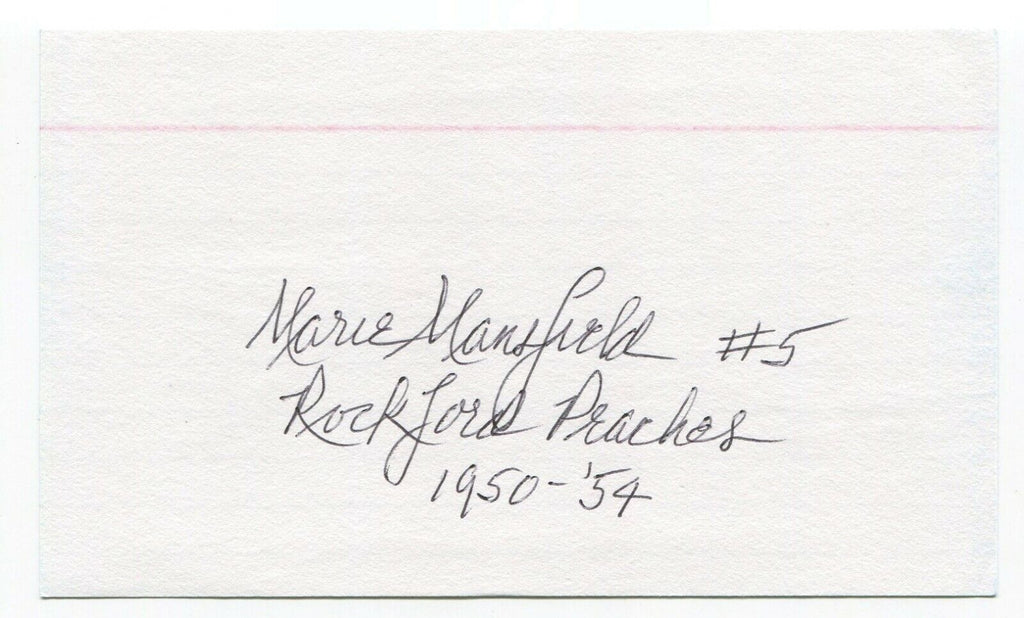 Marie Mansfield #5
Rockford Peaches
1950-'54